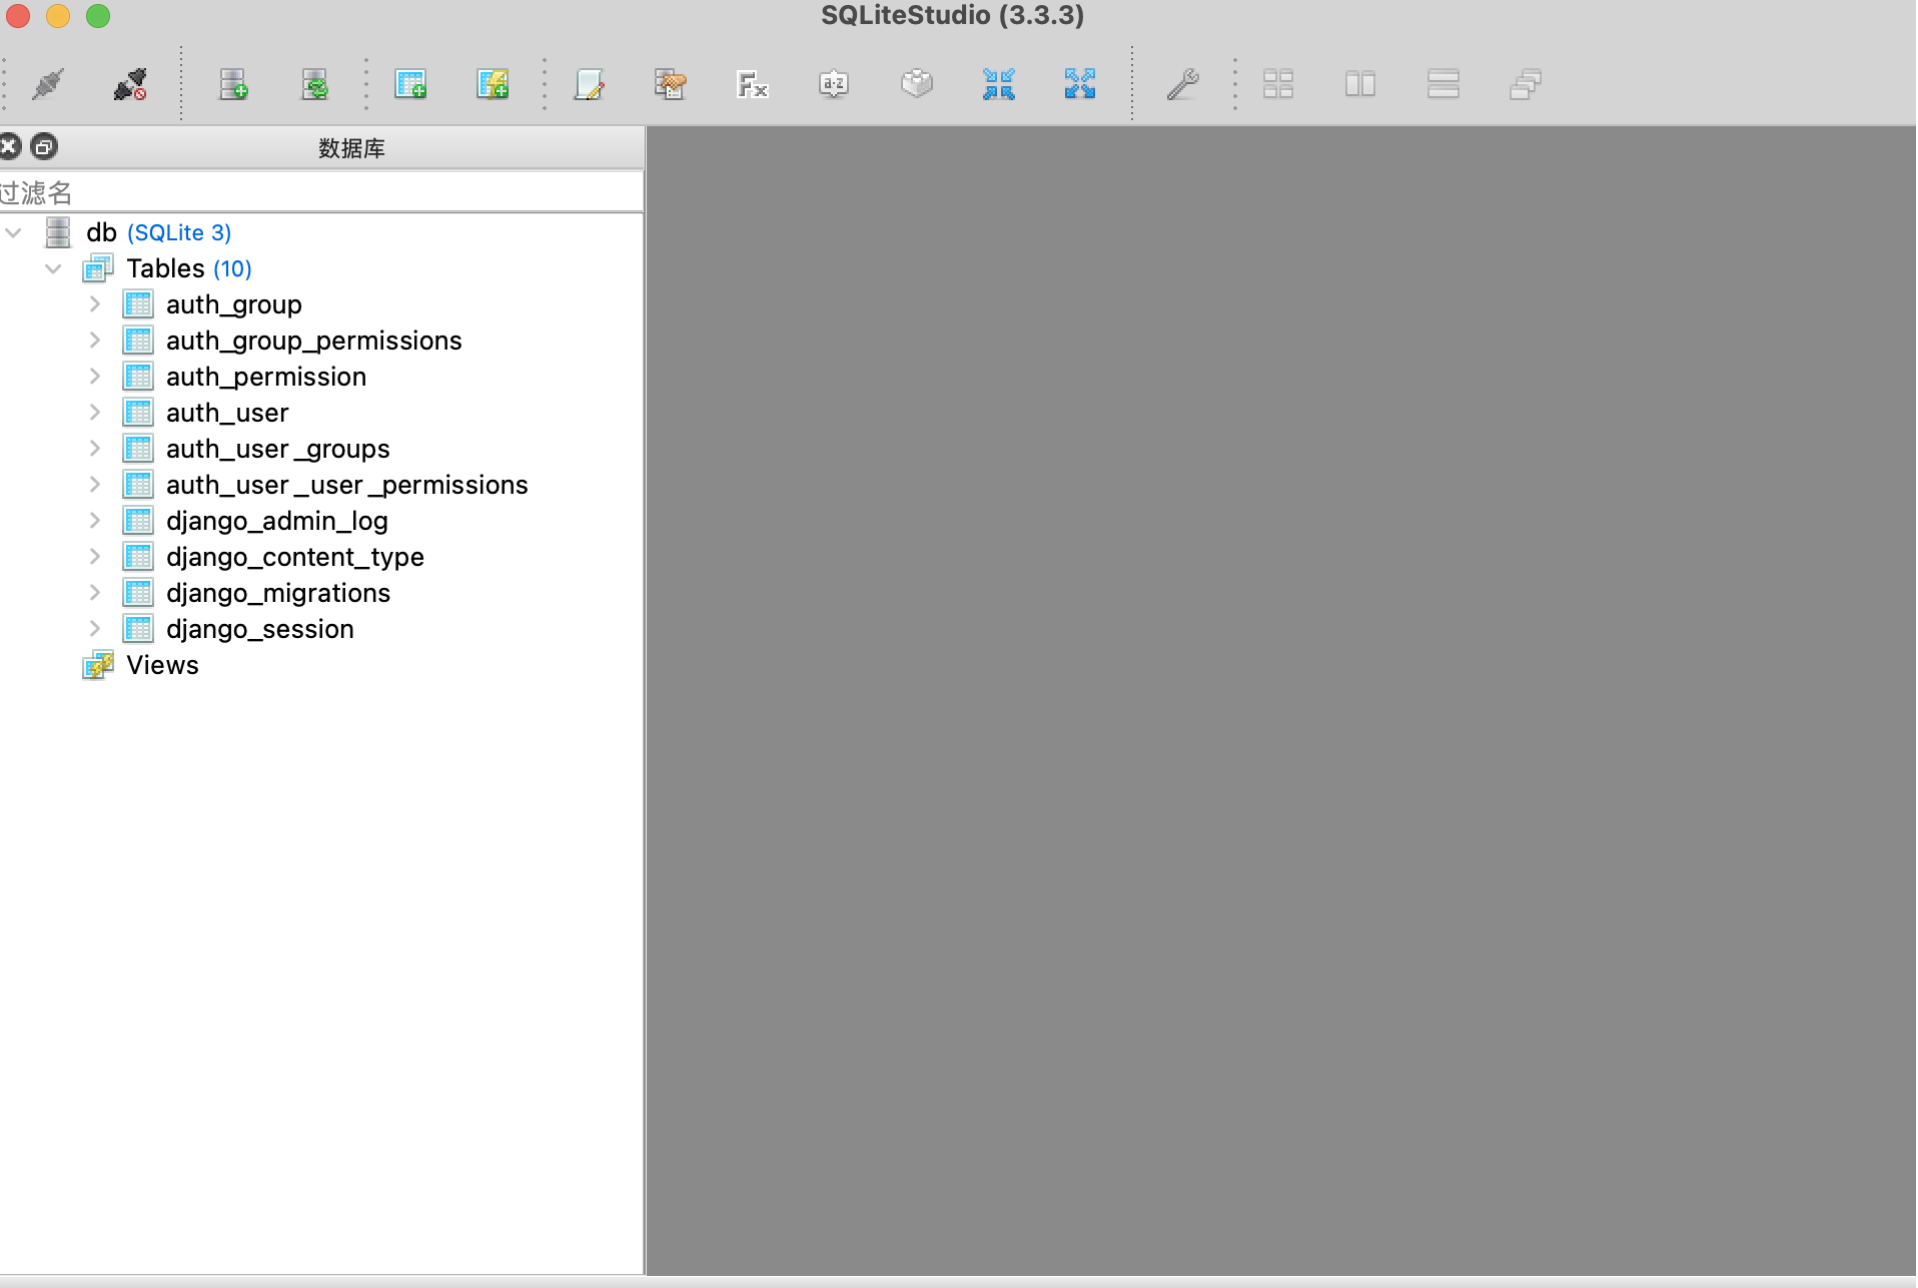 SQLiteStudio (3.3.3)
Fx
a-z
数据库
过滤名
db (SQLite 3)
Tables (10)
auth_group
auth_group_permissions
auth_permission
auth_user
auth_user_groups
auth_user_user_permissions
django_admin_log
django_content_type
django_migrations
django_session
Views